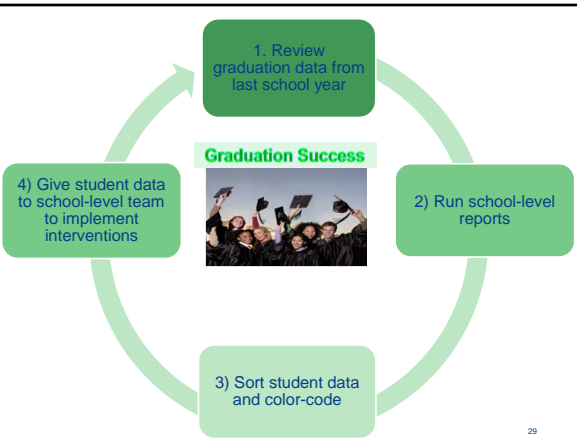 1. Review
graduation data from
last school year
Graduation Success
2) Run school-level
reports
3) Sort student data
and color-code
4) Give student data
to school-level team
to implement
interventions
29